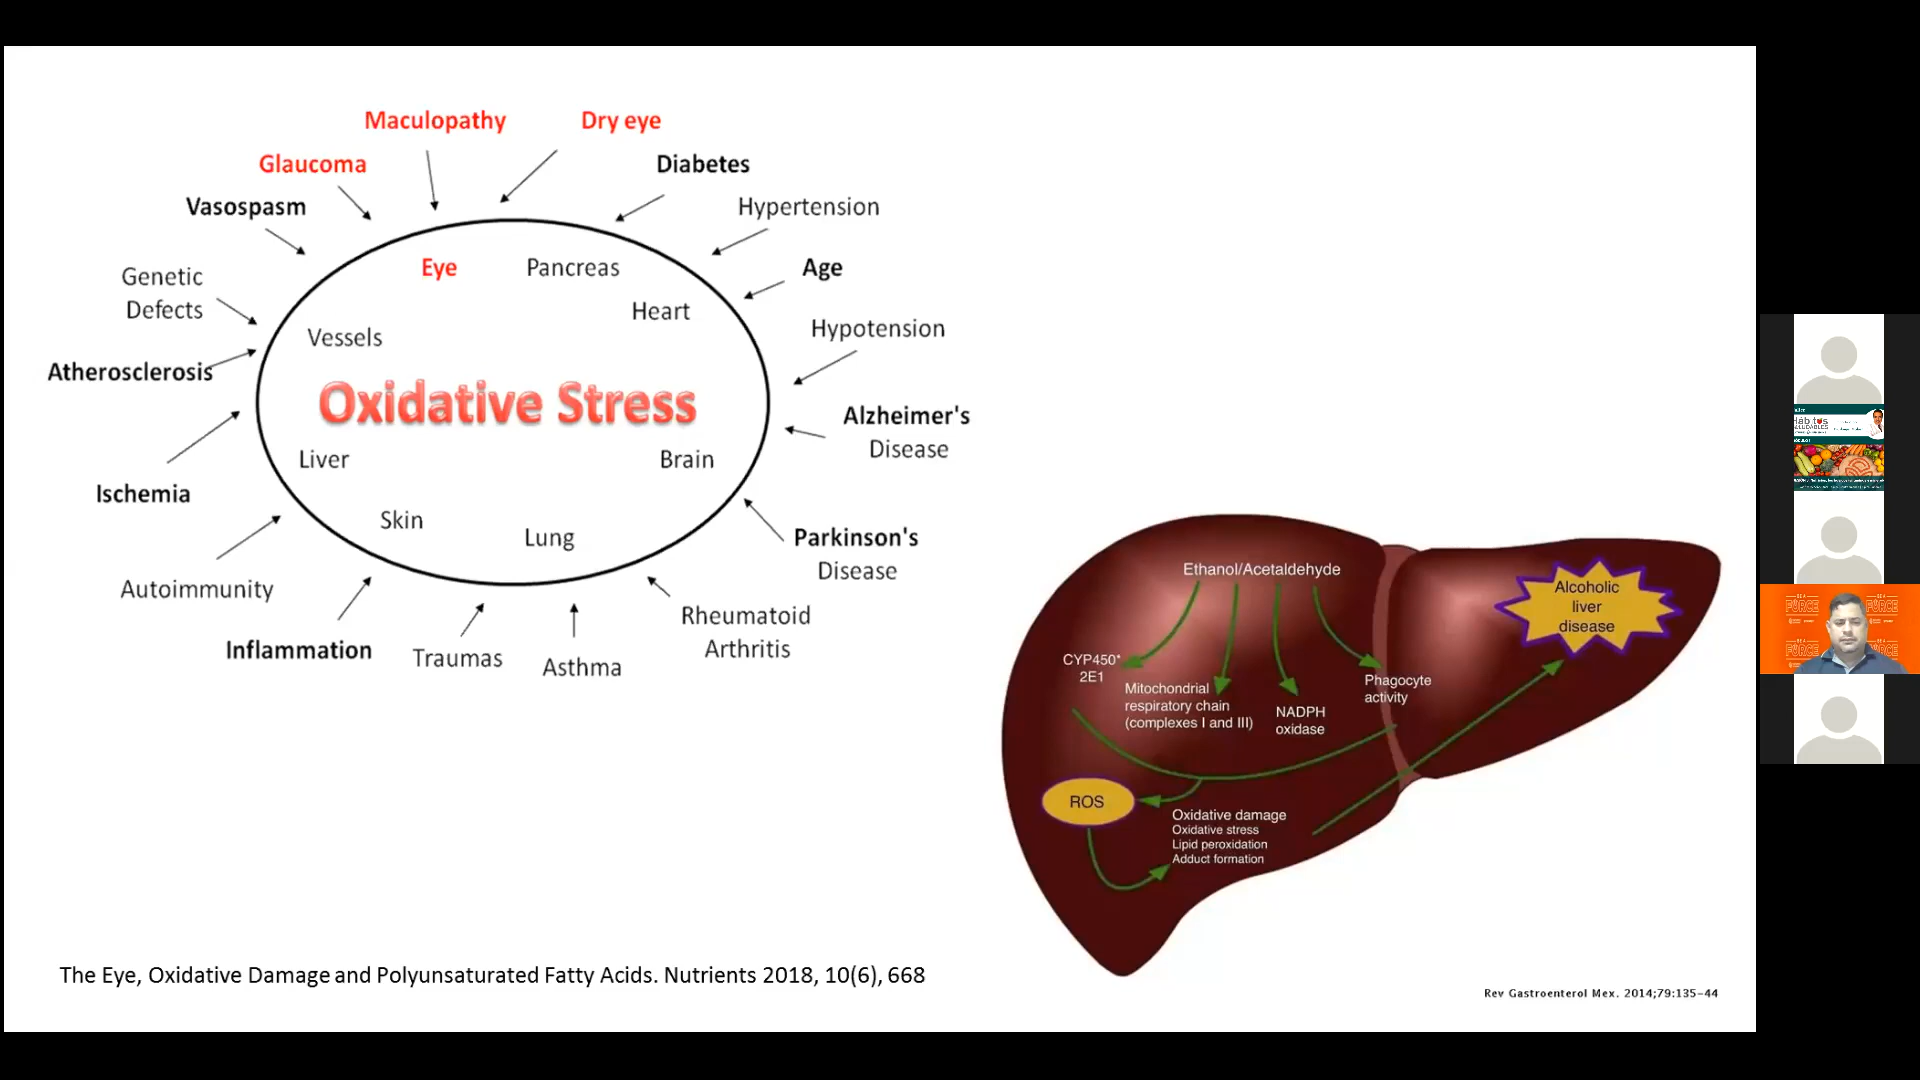 Maculopathy
Dry eye
Glaucoma
Diabetes
Vasospasm
Hypertension
Genetic
Defects
Eye
Pancreas
Age
Heart
Hypotension
Vessels
Atherosclerosis
Oxidative Stress
Alzheimer's
Disease
Liver
Brain
Ischemia
Skin
Lung
Parkinson's
Disease
Autoimmunity
Rheumatoid
Arthritis
Inflammation
Traumas
Asthma
Ethanol/Acetaldehyde
Alcoholic
liver
disease
CYP450*
2E1
Mitochondrial
respiratory chain
(complexes I and III)
NADPH
oxidase
Phagocyte
activity
ROS
Oxidative damage
Oxidative stress
Lipid peroxidation
Adduct formation
The Eye, Oxidative Damage and Polyunsaturated Fatty Acids. Nutrients 2018, 10(6), 668
Rev Gastroenterol Mex. 2014;79:135–44
FORCE
FORCE